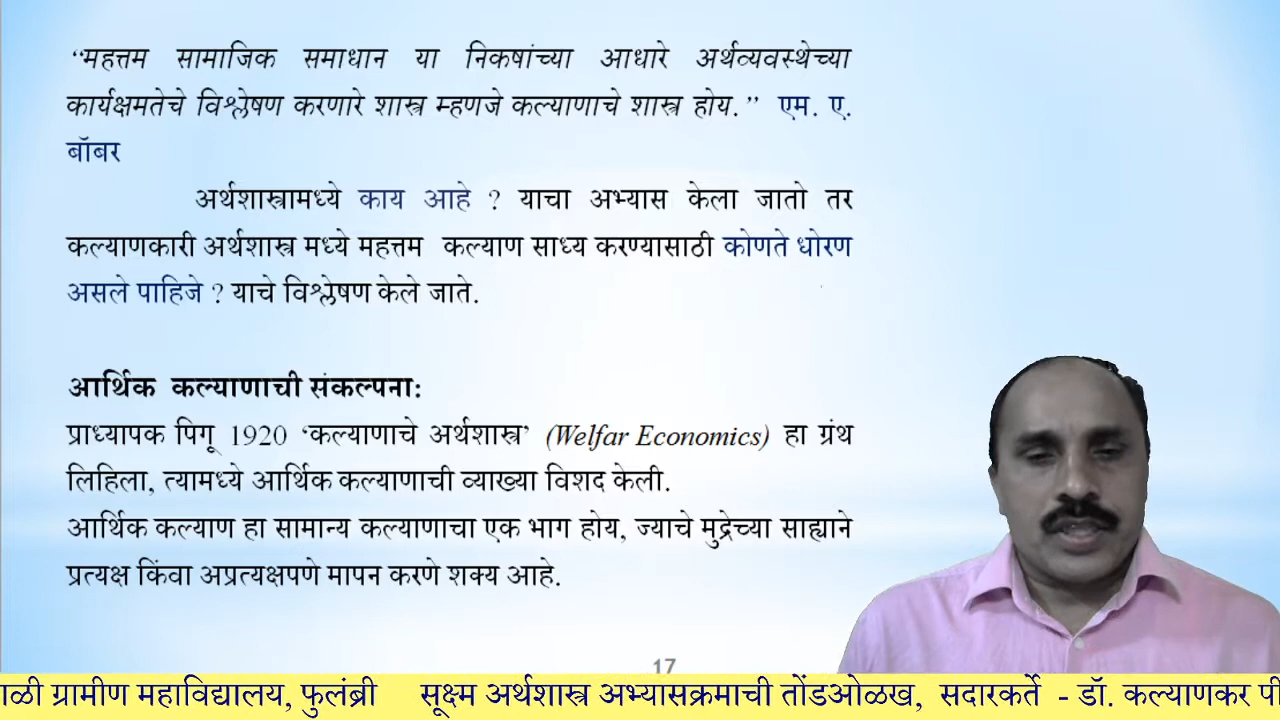 “महत्तम सामाजिक समाधान या निकषांच्या आधारे अर्थव्यवस्थेच्या
कार्यक्षमतेचे विश्लेषण करणारे शास्त्र म्हणजे कल्याणाचे शास्त्र होय.” एम. ए.
बॉबर
अर्थशास्त्रामध्ये काय आहे ? याचा अभ्यास केला जातो तर
कल्याणकारी अर्थशास्त्र मध्ये महत्तम कल्याण साध्य करण्यासाठी कोणते धोरण
असले पाहिजे ? याचे विश्लेषण केले जाते.
आर्थिक कल्याणाची संकल्पना:
प्राध्यापक पिगू 1920 ‘कल्याणाचे अर्थशास्त्र’ (Welfar Economics) हा ग्रंथ
लिहिला, त्यामध्ये आर्थिक कल्याणाची व्याख्या विशद केली.
आर्थिक कल्याण हा सामान्य कल्याणाचा एक भाग होय, ज्याचे मुद्रेच्या साह्याने
प्रत्यक्ष किंवा अप्रत्यक्षपणे मापन करणे शक्य आहे.
17
ाळी ग्रामीण महाविद्यालय, फुलंब्री सूक्ष्म अर्थशास्त्र अभ्यासक्रमाची तोंडओळख, सदारकर्ते - डॉ. कल्याणकर पी